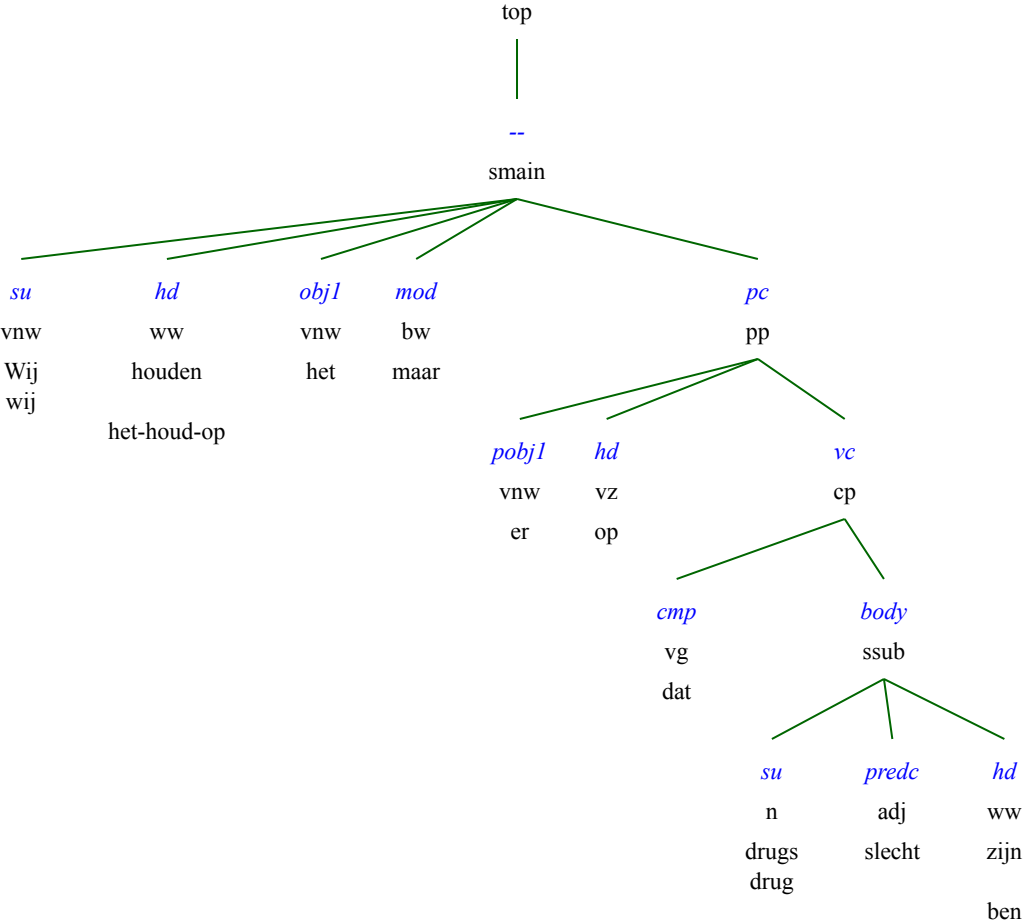 top
--
smain
su hd obj1 mod pc
vnw ww vnw bw pp
Wij houden het maar
wij
het-houd-op
pobj1 hd vc
vnw vz cp
er op
cmp body
vg ssub
dat
su predc hd
n adj ww
drugs slecht zijn
drug
ben